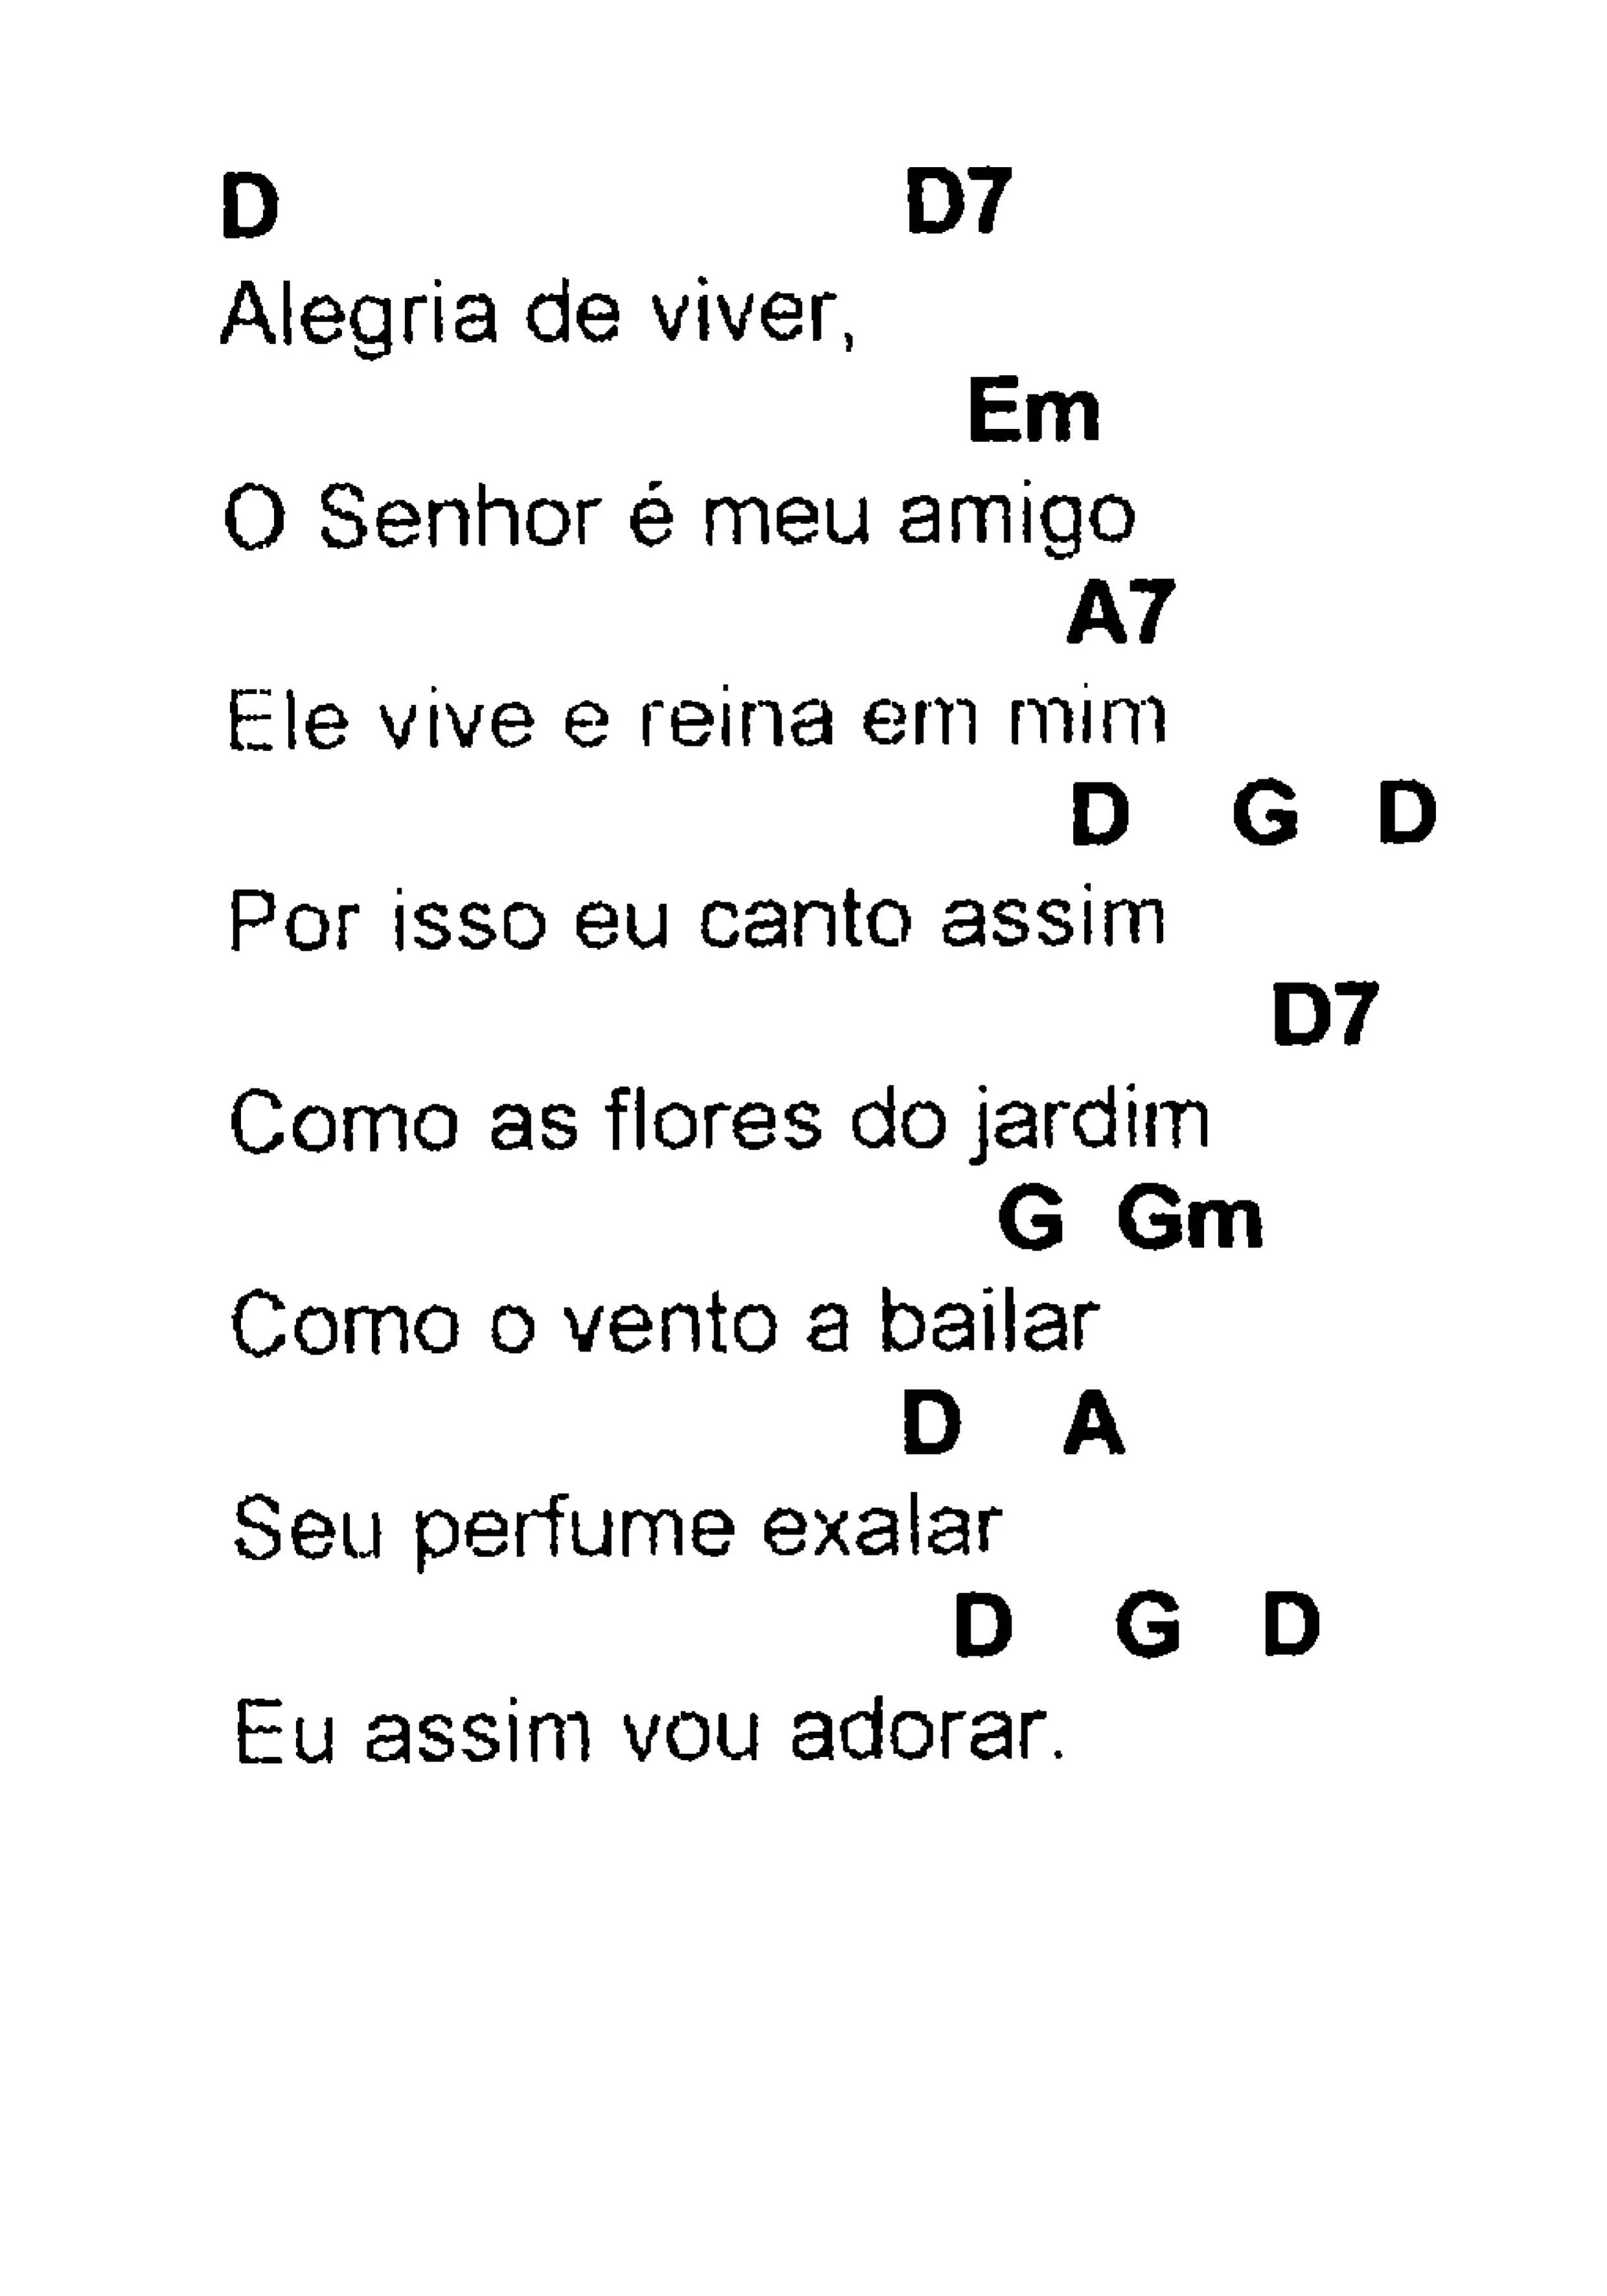 D D7
Alegria de viver,
Em
O Senhor é meu amigo
A7
Ele vive e reina em mim
D G D
Por isso eu canto assim
D7
Como as flores do jardim
G Gm
Como o vento a bailar
D A
Seu perfume exalar
D G D
Eu assim vou adorar.